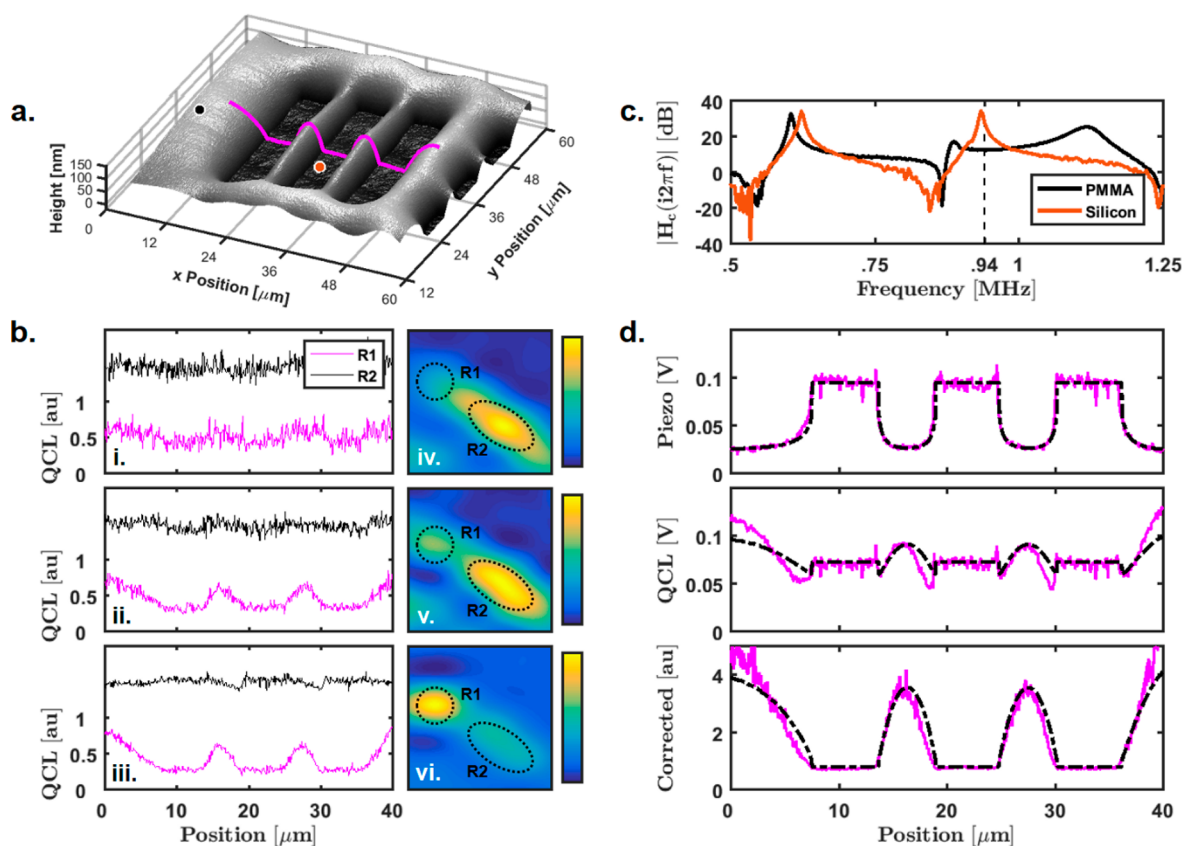 a.
Height [nm]
150
100
50
0
0
12
24
36
48
60
x Position [μm]
12
24
36
48
60
y Position [μm]
c.
|H_c(i2πf)| [dB]
40
20
0
-20
-40
PMMA
Silicon
.5
.75
.94
1
1.25
Frequency [MHz]
b.
QCL [au]
1
0.5
0
R1
R2
i.
R1
R2
iv.
QCL [au]
1
0.5
0
ii.
R1
R2
v.
QCL [au]
1
0.5
0
iii.
0
10
20
30
40
Position [μm]
R1
R2
vi.
d.
Piezo [V]
0.1
0.05
0
QCL [V]
0.1
0.05
0
Corrected [au]
4
2
0
0
10
20
30
40
Position [μm]